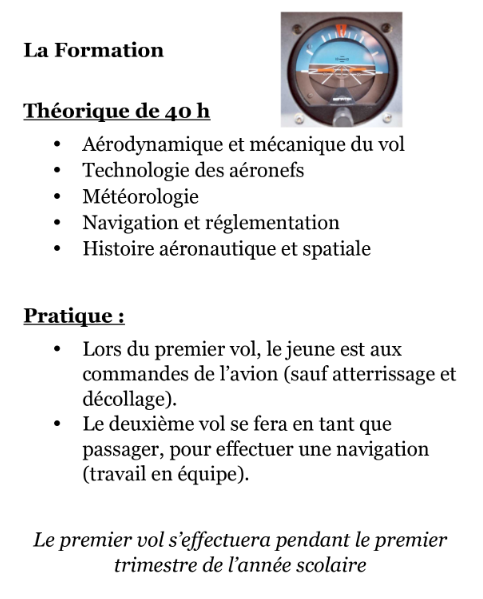 La Formation
Théorique de 40 h
• Aérodynamique et mécanique du vol
• Technologie des aéronefs
• Météorologie
• Navigation et réglementation
• Histoire aéronautique et spatiale
Pratique :
• Lors du premier vol, le jeune est aux
commandes de l’avion (sauf atterrissage et
décollage).
• Le deuxième vol se fera en tant que
passager, pour effectuer une navigation
(travail en équipe).
Le premier vol s’effectuera pendant le premier
trimestre de l’année scolaire